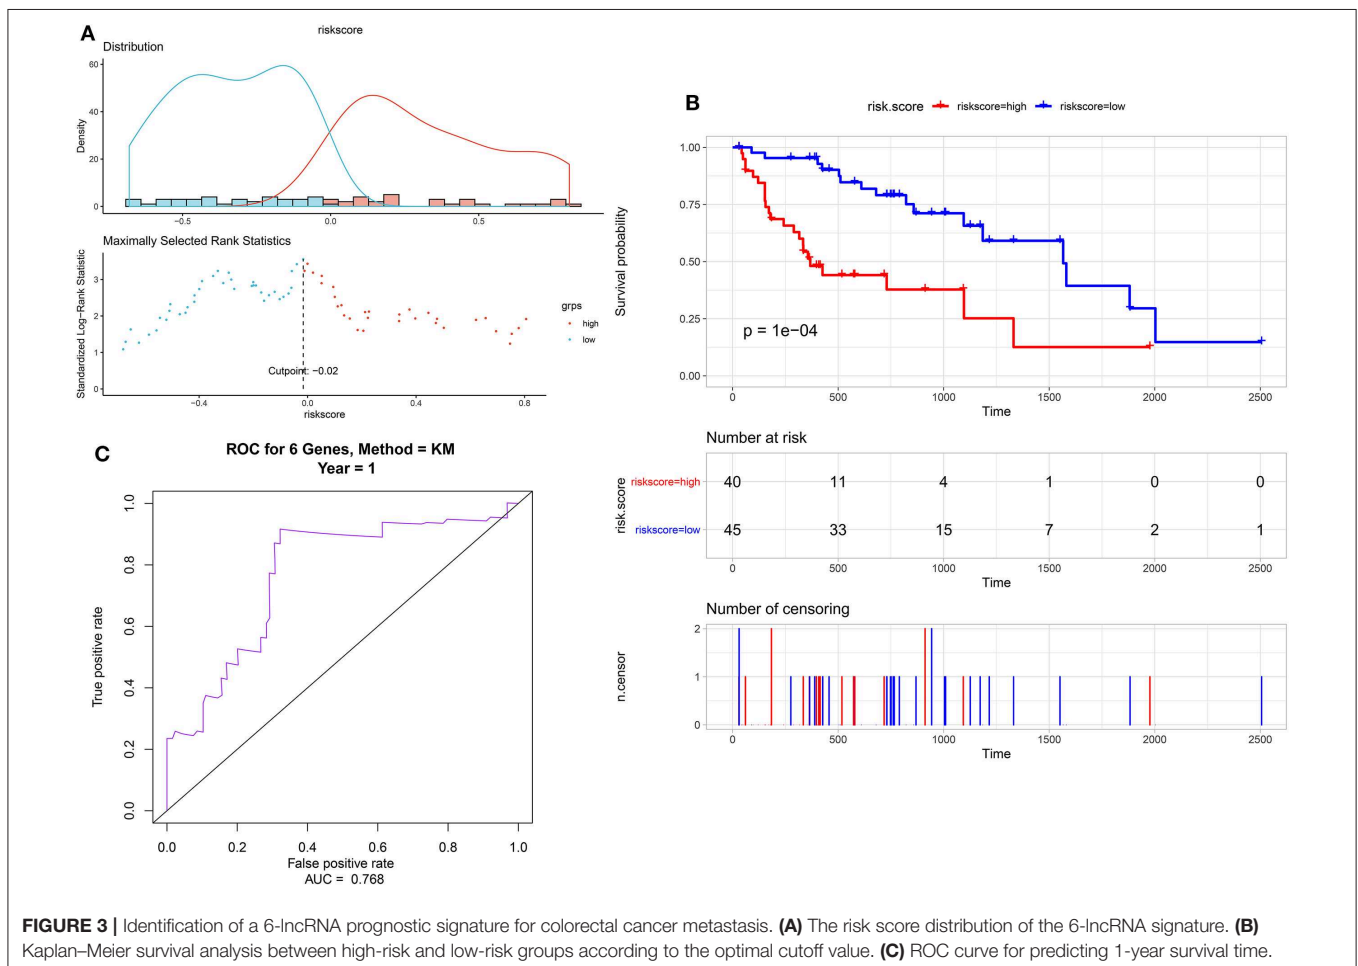 A
riskscore
Distribution
Density
60
40
20
0
−0.5
0.0
0.5
Maximally Selected Rank Statistics
Standardized Log−Rank Statistic
3
2
1
0
Cutpoint: −0.02
−0.4
0.0
0.4
0.8
riskscore
grps
high
low
B
risk.score
riskscore=high
riskscore=low
Survival probability
1.00
0.75
0.50
0.25
0.00
p = 1e−04
0 500 1000 1500 2000 2500
Time
Number at risk
risk.score
riskscore=high 40 11 4 1 0 0
riskscore=low 45 33 15 7 2 1
0 500 1000 1500 2000 2500
Time
Number of censoring
n.censor
2
1
0
0 500 1000 1500 2000 2500
Time
C
ROC for 6 Genes, Method = KM
Year = 1
True positive rate
1.0
0.8
0.6
0.4
0.2
0.0
0.0 0.2 0.4 0.6 0.8 1.0
False positive rate
AUC = 0.768
FIGURE 3 | Identification of a 6-lncRNA prognostic signature for colorectal cancer metastasis. (A) The risk score distribution of the 6-lncRNA signature. (B)
Kaplan–Meier survival analysis between high-risk and low-risk groups according to the optimal cutoff value. (C) ROC curve for predicting 1-year survival time.